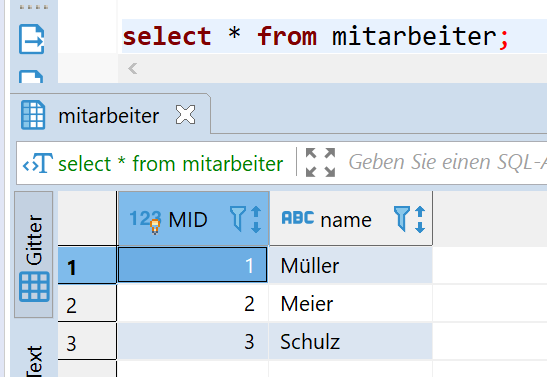 select * from mitarbeiter;
mitarbeiter
select * from mitarbeiter
Geben Sie einen SQL-A
Gitter
Text
123 MID
ABC name
1 1 Müller
2 2 Meier
3 3 Schulz